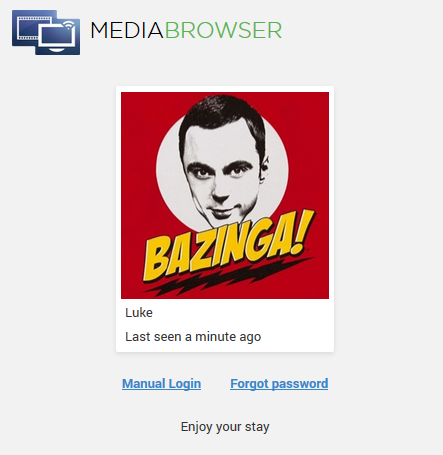 MEDIABROWSER
BAZINGA!
Luke
Last seen a minute ago
Manual Login Forgot password
Enjoy your stay